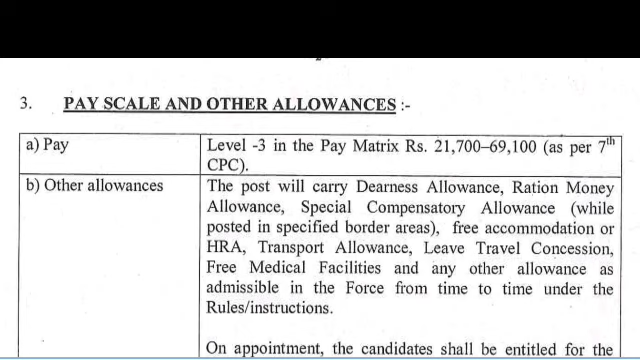 3. PAY SCALE AND OTHER ALLOWANCES :-
a) Pay
Level -3 in the Pay Matrix Rs. 21,700–69,100 (as per 7th
CPC).
b) Other allowances
The post will carry Dearness Allowance, Ration Money
Allowance, Special Compensatory Allowance (while
posted in specified border areas), free accommodation or
HRA, Transport Allowance, Leave Travel Concession,
Free Medical Facilities and any other allowance as
admissible in the Force from time to time under the
Rules/instructions.
On appointment, the candidates shall be entitled for the